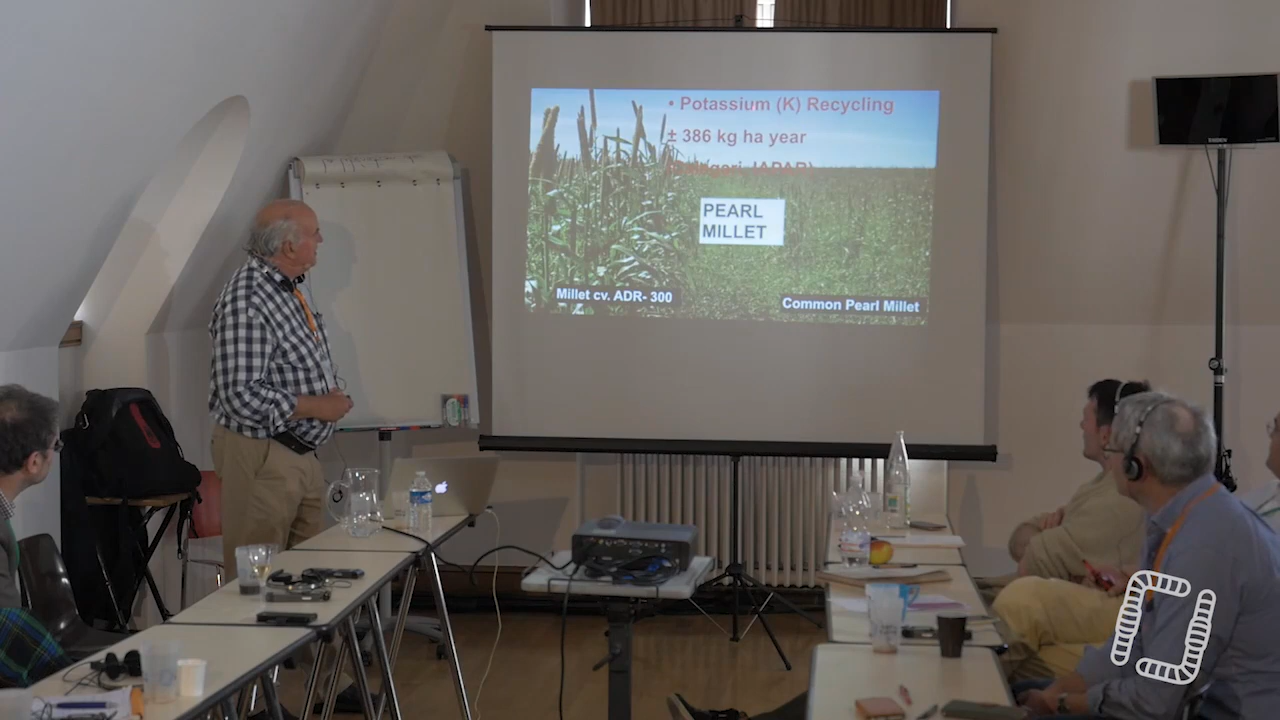 • Potassium (K) Recycling
± 386 kg ha year
PEARL
MILLET
Millet cv. ADR- 300
Common Pearl Millet